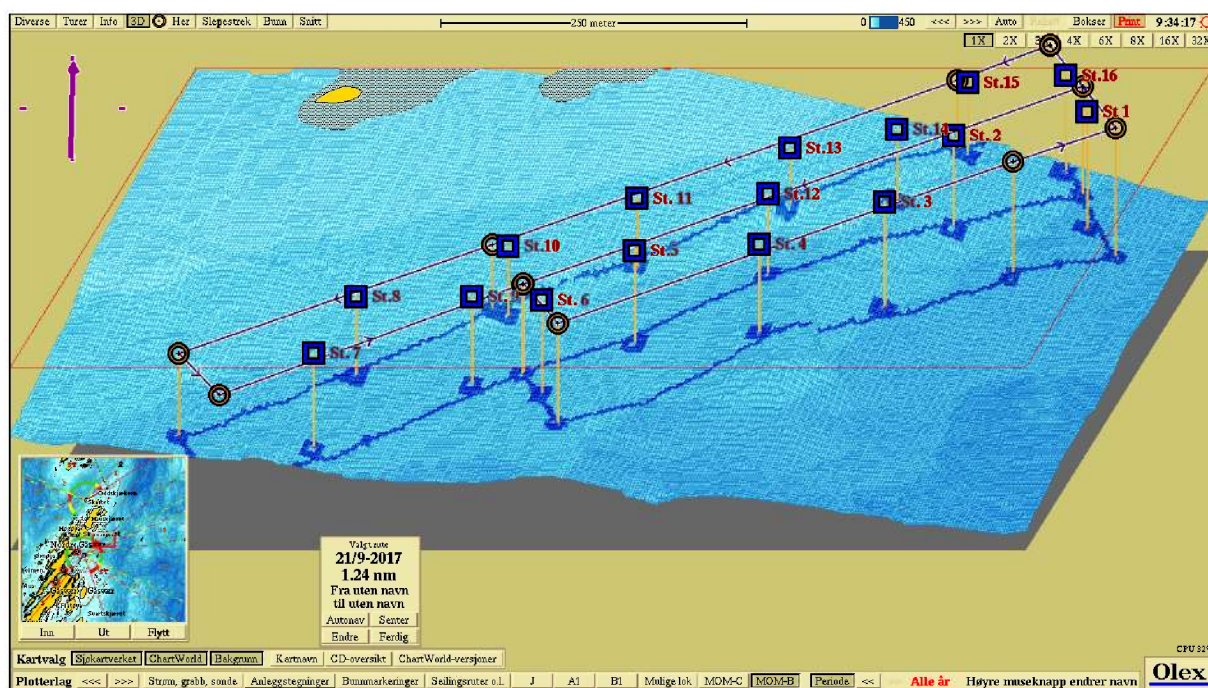 Diverse Turer Info 3D Her Slepestrek Bunn Snitt 250 meter 0 450 <<< >>> Auto Bokser Print 9:34:17
1X 2X 4X 6X 8X 16X 32X
St.15
St.16
St 1
St.14
St. 2
St.13
St.12
St. 11
St. 3
St.10
St.5
St. 4
St.8
St. 6
St. 7
Valgt rute
21/9-2017
1.24 nm
Fra uten navn
til uten navn
Autonav Senter
Endre Ferdig
Inn Ut Flytt
CPU 32%
Kartvalg Sjøkartverket ChartWorld Bakgrunn Kartnavn CD-oversikt ChartWorld-versjoner
Plotterlag <<< >>> Strøm, grabb, sonde Anleggstegninger Bunnmarkeringer Seilingsruter o.l. J A1 B1 Mulige lok MOM-C MOM-B Periode << Alle år Høyre museknapp endrer navn Olex